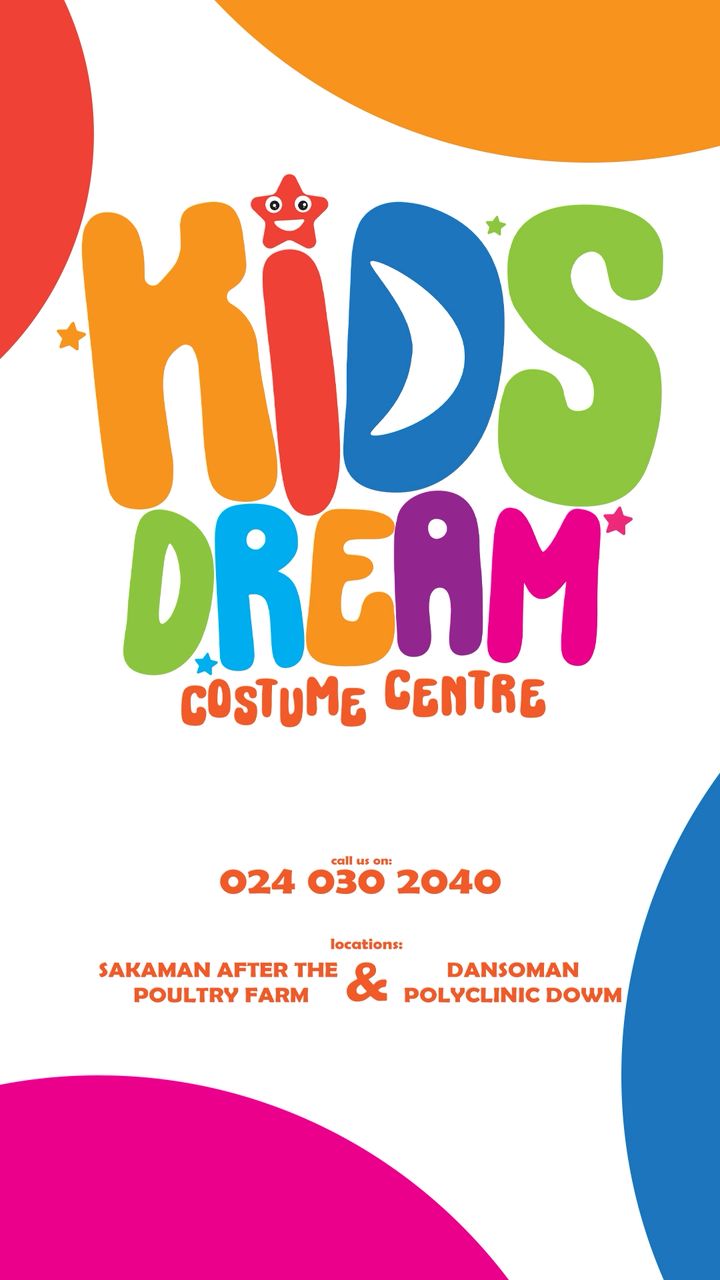 KiDS
DREAM
COSTUME CENTRE
call us on:
024 030 2040
locations:
SAKAMAN AFTER THE
POULTRY FARM
&
DANSOMAN
POLYCLINIC DOWM